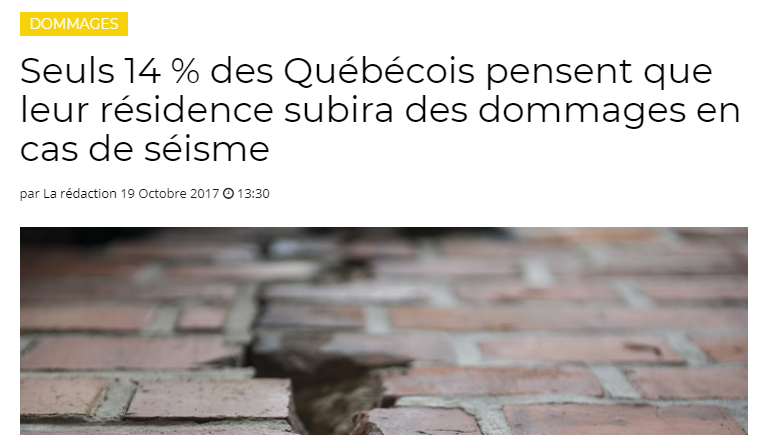 DOMMAGES
Seuls 14 % des Québécois pensent que
leur résidence subira des dommages en
cas de séisme
par La rédaction 19 Octobre 2017 13:30